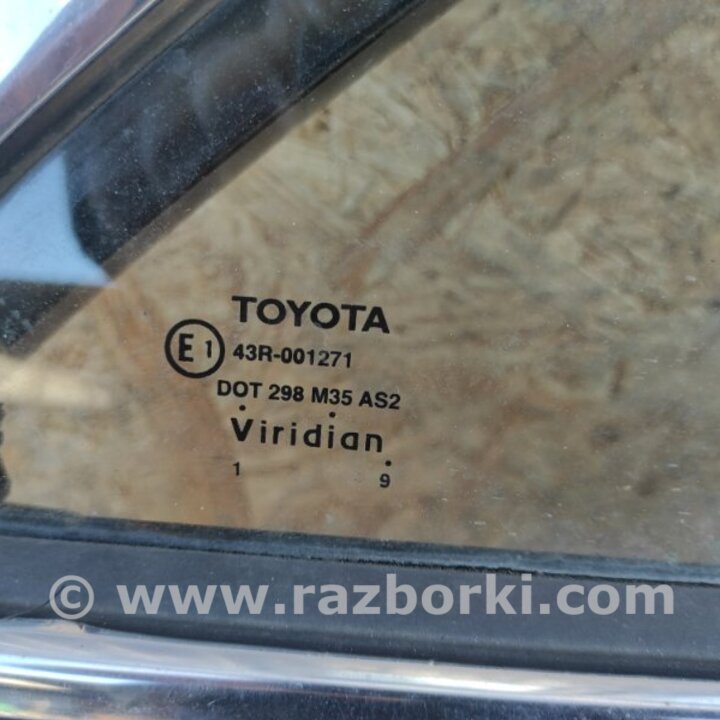 TOYOTA
E1 43R-001271
DOT 298 M35 AS2
Viridian
1 9
© www.razborki.com